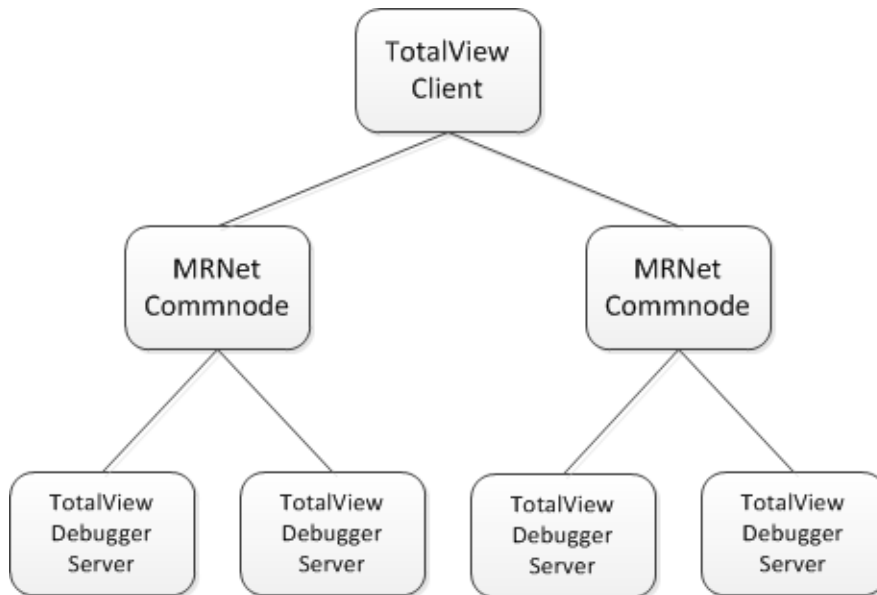 TotalView
Client
MRNet
Commnode
MRNet
Commnode
TotalView
Debugger
Server
TotalView
Debugger
Server
TotalView
Debugger
Server
TotalView
Debugger
Server